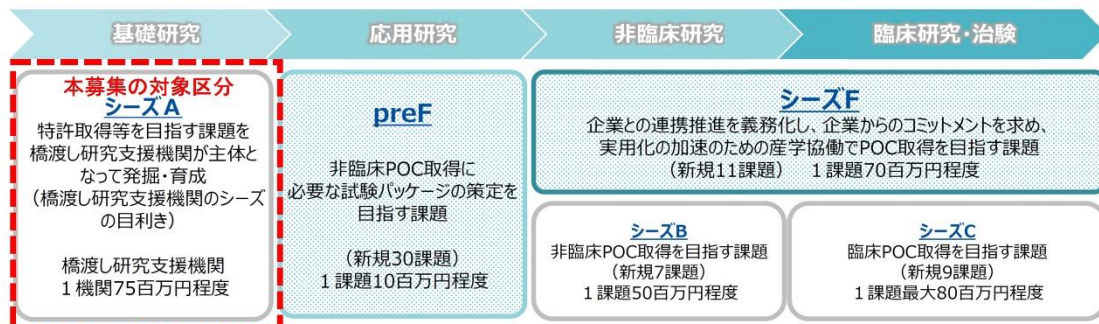 基礎研究
応用研究
非臨床研究
臨床研究・治験
本募集の対象区分
シーズA
特許取得等を目指す課題を
橋渡し研究支援機関が主体と
なって発掘・育成
（橋渡し研究支援機関のシーズ
の目利き）
橋渡し研究支援機関
１機関75百万円程度
preF
非臨床POC取得に
必要な試験パッケージの策定を
目指す課題
（新規30課題）
１課題10百万円程度
シーズF
企業との連携推進を義務化し、企業からのコミットメントを求め、
実用化の加速のための産学協働でPOC取得を目指す課題
（新規11課題）　１課題70百万円程度
シーズB
非臨床POC取得を目指す課題
（新規7課題）
１課題50百万円程度
シーズC
臨床POC取得を目指す課題
（新規9課題）
１課題最大80百万円程度